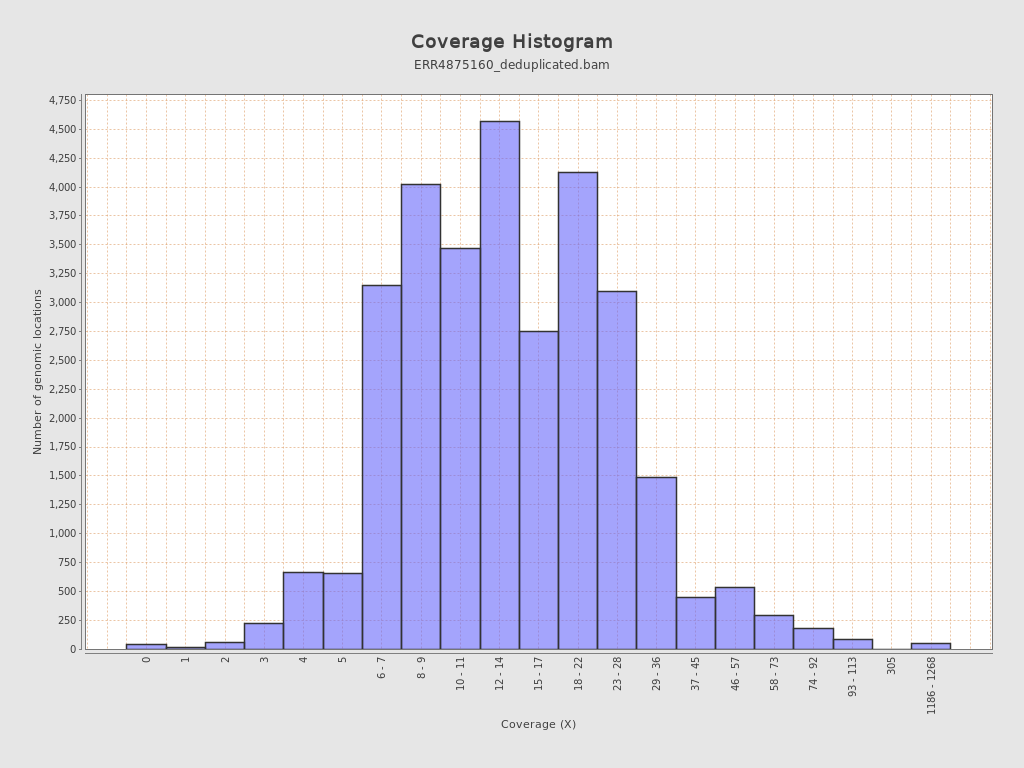 Coverage Histogram
ERR4875160_deduplicated.bam
Number of genomic locations
4,750
4,500
4,250
4,000
3,750
3,500
3,250
3,000
2,750
2,500
2,250
2,000
1,750
1,500
1,250
1,000
750
500
250
0
0
1
2
3
4
5
6 - 7
8 - 9
10 - 11
12 - 14
15 - 17
18 - 22
23 - 28
29 - 36
37 - 45
46 - 57
58 - 73
74 - 92
93 - 113
305
1186 - 1268
Coverage (X)